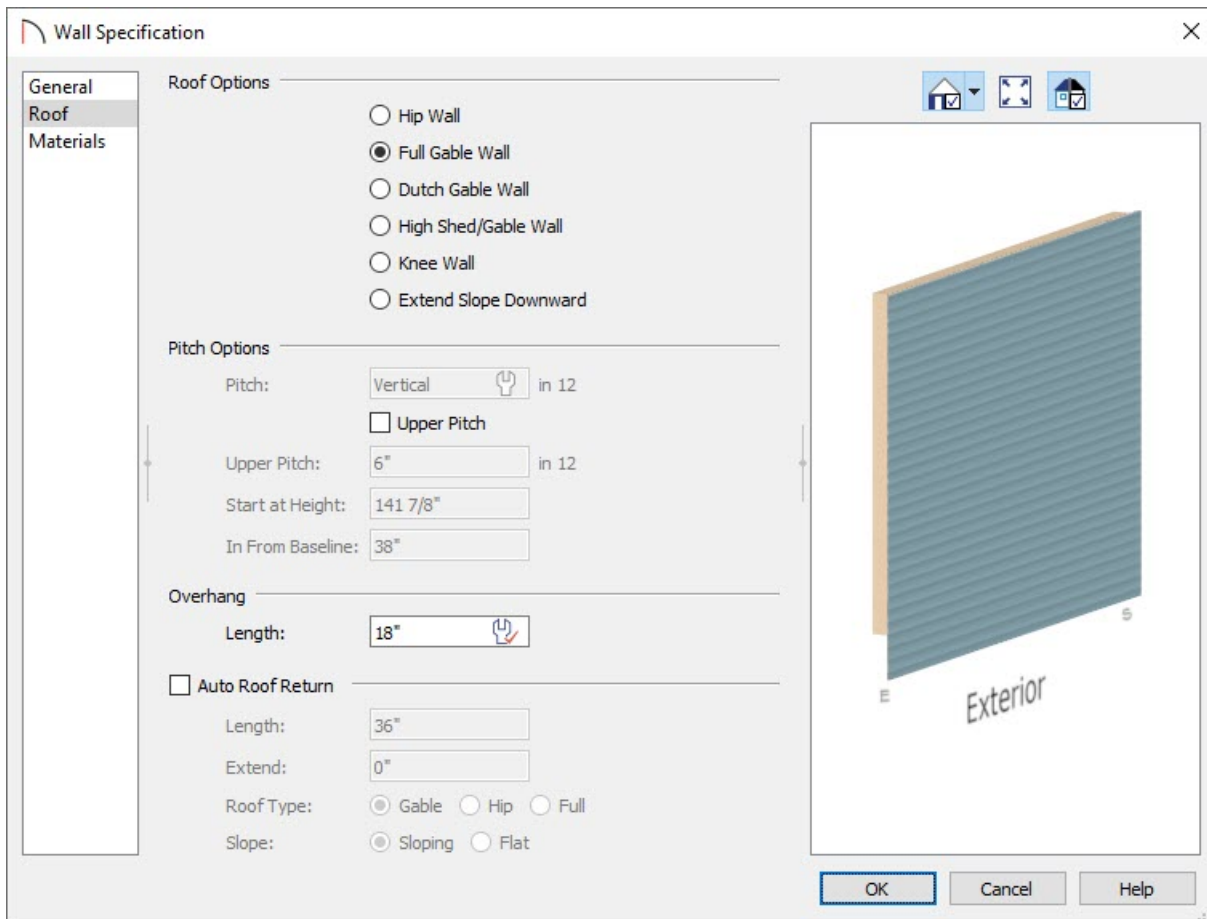 Wall Specification
General
Roof
Materials
Roof Options
Hip Wall
Full Gable Wall
Dutch Gable Wall
High Shed/Gable Wall
Knee Wall
Extend Slope Downward
Pitch Options
Pitch: Vertical in 12
Upper Pitch
Upper Pitch: 6" in 12
Start at Height: 141 7/8"
In From Baseline: 38"
Overhang
Length: 18"
Auto Roof Return
Length: 36"
Extend: 0"
Roof Type: Gable Hip Full
Slope: Sloping Flat
S
E
Exterior
OK Cancel Help